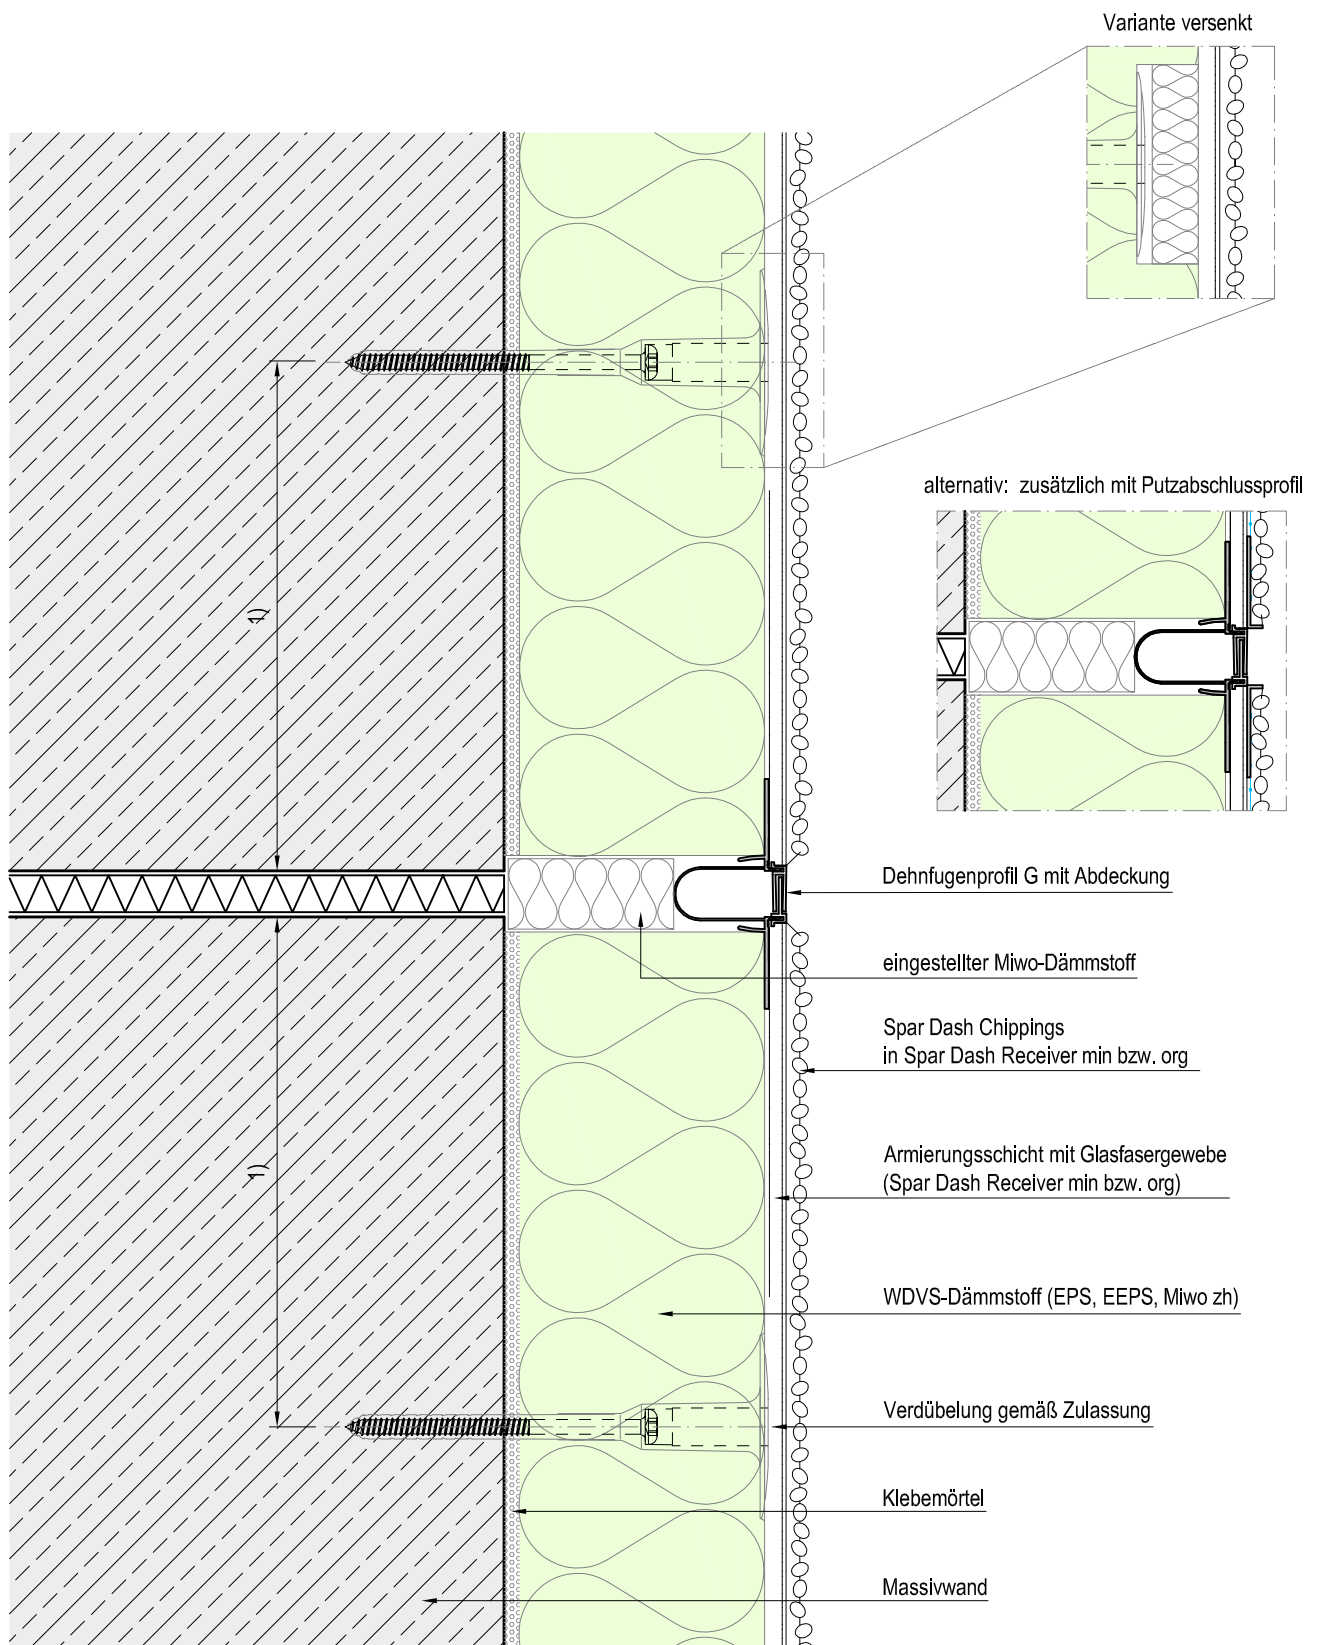 Variante versenkt
alternativ: zusätzlich mit Putzabschlussprofil
1)
Dehnfugenprofil G mit Abdeckung
eingestellter Miwo-Dämmstoff
Spar Dash Chippings
in Spar Dash Receiver min bzw. org
Armierungsschicht mit Glasfasergewebe
(Spar Dash Receiver min bzw. org)
1)
WDVS-Dämmstoff (EPS, EEPS, Miwo zh)
Verdübelung gemäß Zulassung
Klebemörtel
Massivwand